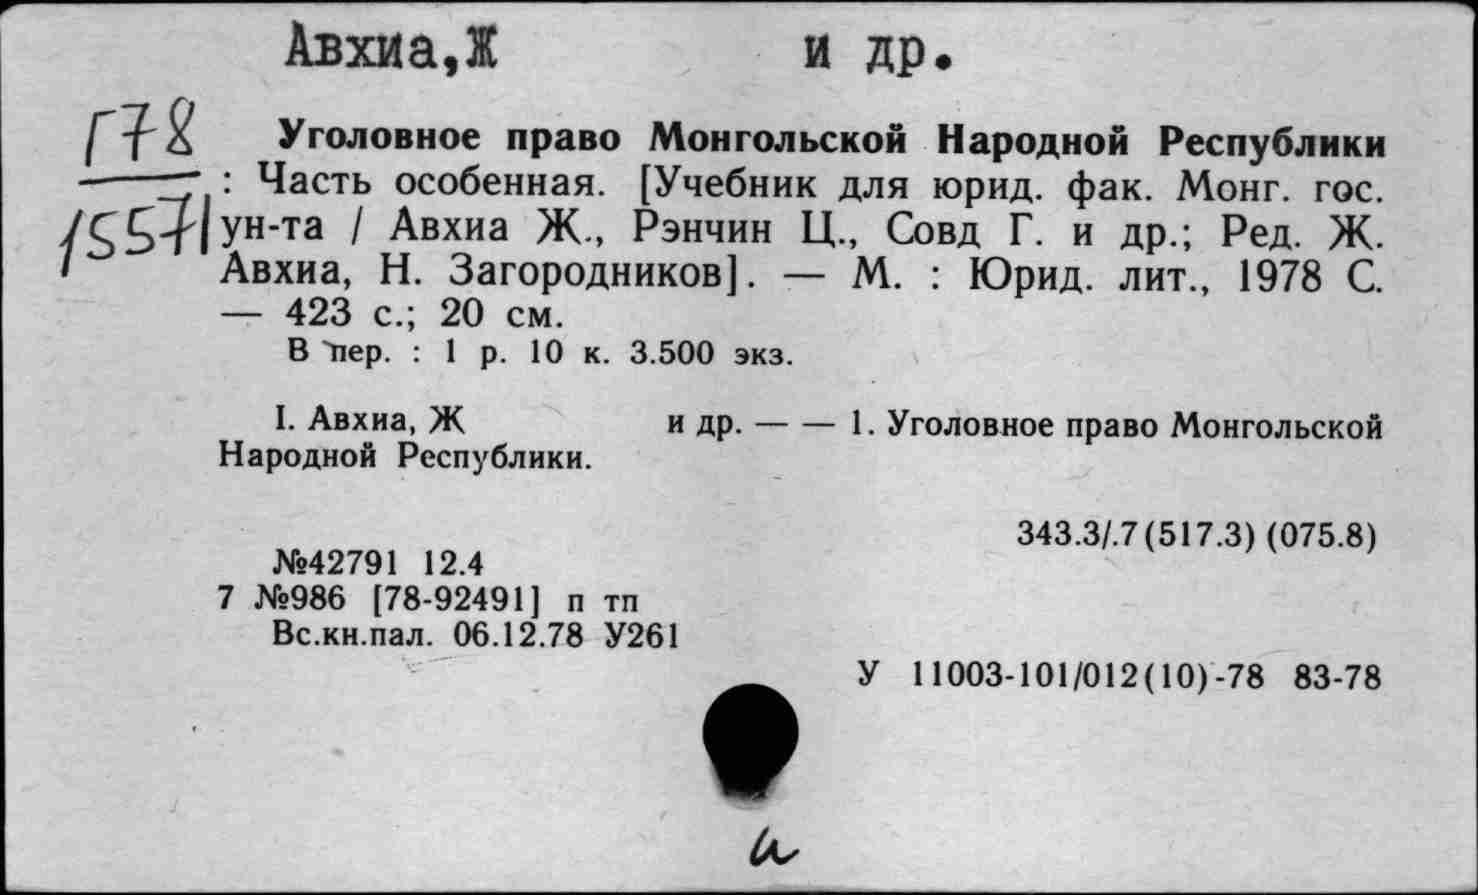 Авхиа,Ж и др.
Г78
15571
Уголовное право Монгольской Народной Республики
: Часть особенная. [Учебник для юрид. фак. Монг. гос.
ун-та / Авхиа Ж., Рэнчин Ц., Совд Г. и др.; Ред. Ж.
Авхиа, Н. Загородников]. — М. : Юрид. лит., 1978 С.
— 423 с.; 20 см.
В пер. : 1 р. 10 к. 3.500 экз.
I. Авхиа, Ж и др. — — 1. Уголовное право Монгольской
Народной Республики.
343.3/.7(517.3) (075.8)
№42791 12.4
7 №986 [78-92491] п тп
Вс.кн.пал. 06.12.78 У261
У 11003-101/012(10)-78 83-78
и